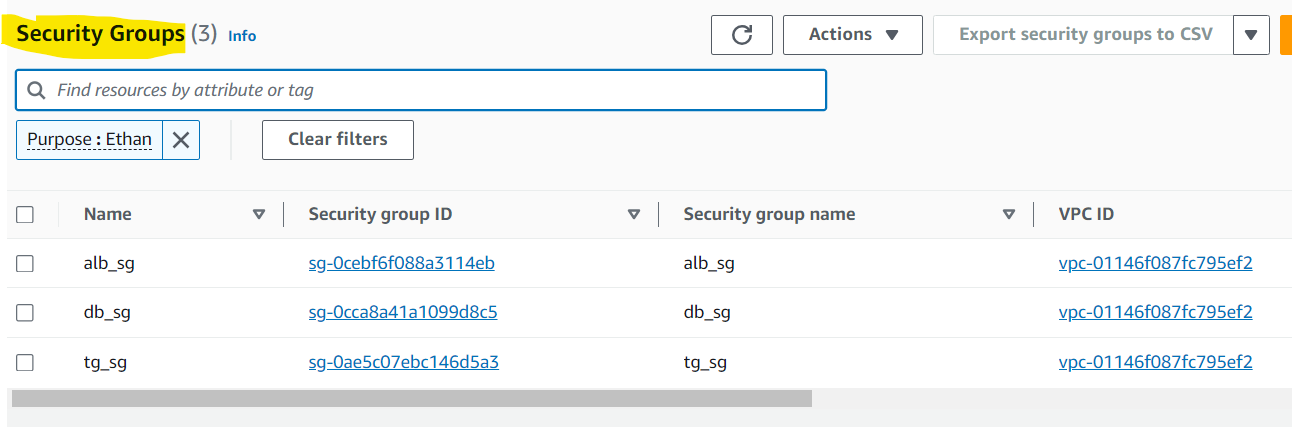 Security Groups (3) Info
Actions
Export security groups to CSV
Find resources by attribute or tag
Purpose : Ethan
Clear filters
Name Security group ID Security group name VPC ID
alb_sg sg-0cebf6f088a3114eb alb_sg vpc-01146f087fc795ef2
db_sg sg-0cca8a41a1099d8c5 db_sg vpc-01146f087fc795ef2
tg_sg sg-0ae5c07ebc146d5a3 tg_sg vpc-01146f087fc795ef2